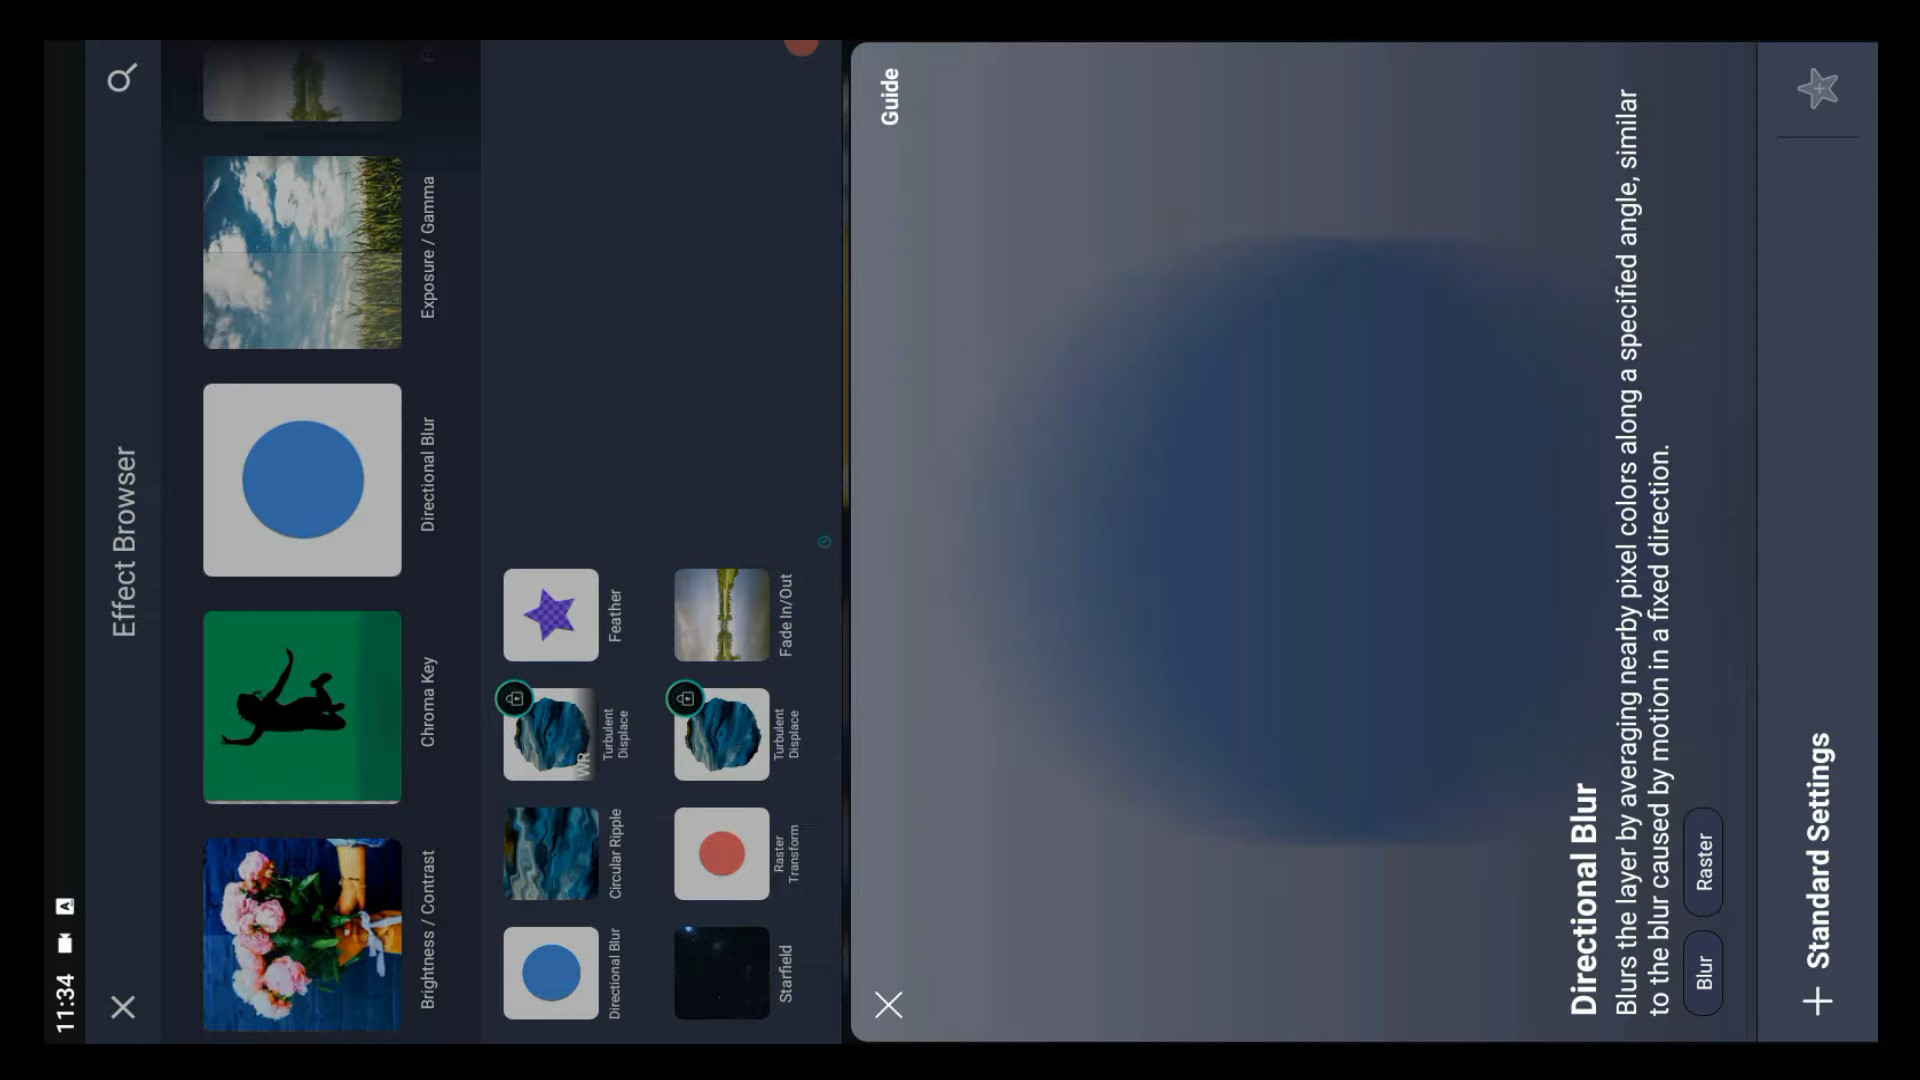 11:34
A
Effect Browser
Brightness / Contrast
Chroma Key
Directional Blur
Exposure / Gamma
Directional Blur
Circular Ripple
Turbulent
Displace
Feather
WR
Starfield
Raster
Transform
Turbulent
Displace
Fade In/Out
Guide
Directional Blur
Blurs the layer by averaging nearby pixel colors along a specified angle, similar
to the blur caused by motion in a fixed direction.
Blur
Raster
Standard Settings